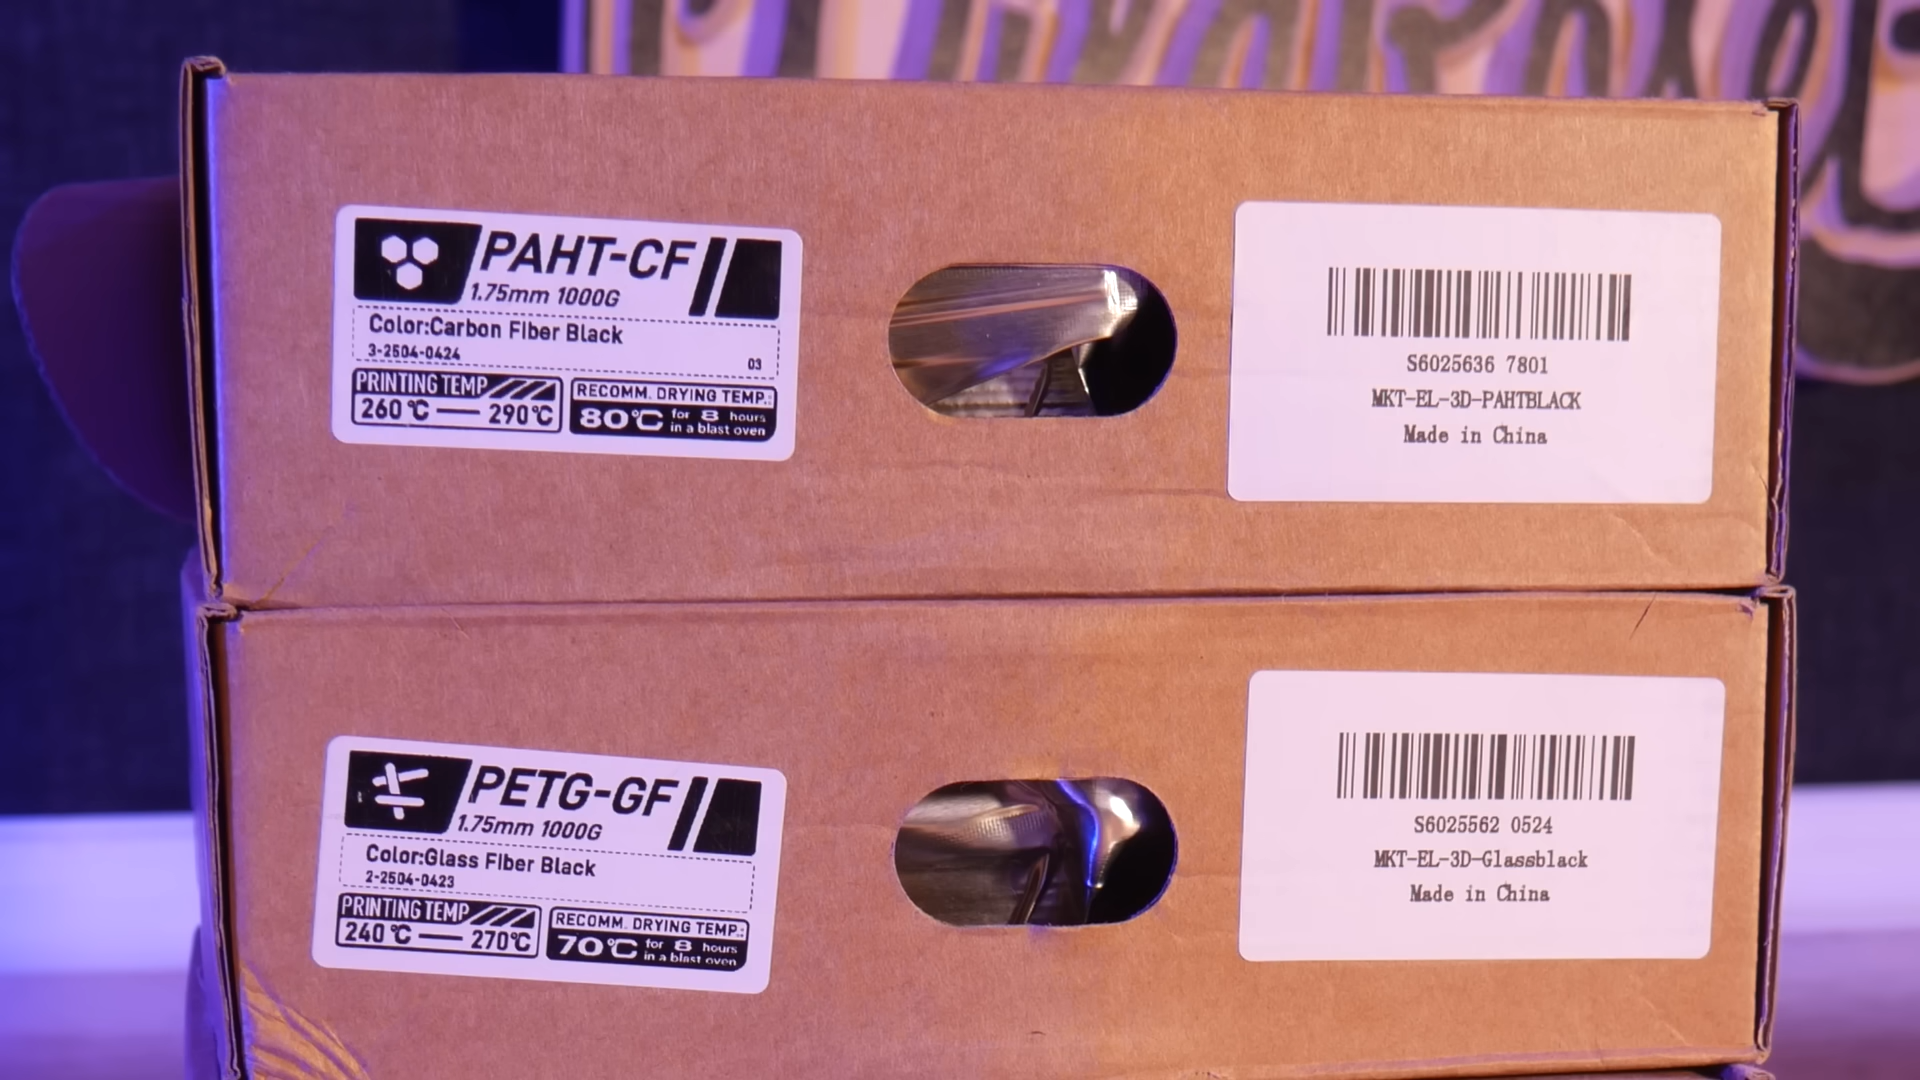 PAHT-CF
1.75mm 1000G
Color:Carbon Fiber Black
3-2504-0424
03
PRINTING TEMP
260℃ — 290℃
RECOMM. DRYING TEMP.:
80℃ for 8 hours
in a blast oven
S6025636 7801
MKT-EL-3D-PAHTBLACK
Made in China
PETG-GF
1.75mm 1000G
Color:Glass Fiber Black
2-2504-0423
PRINTING TEMP
240℃ — 270℃
RECOMM. DRYING TEMP.:
70℃ for 8 hours
in a blast oven
S6025562 0524
MKT-EL-3D-Glassblack
Made in China